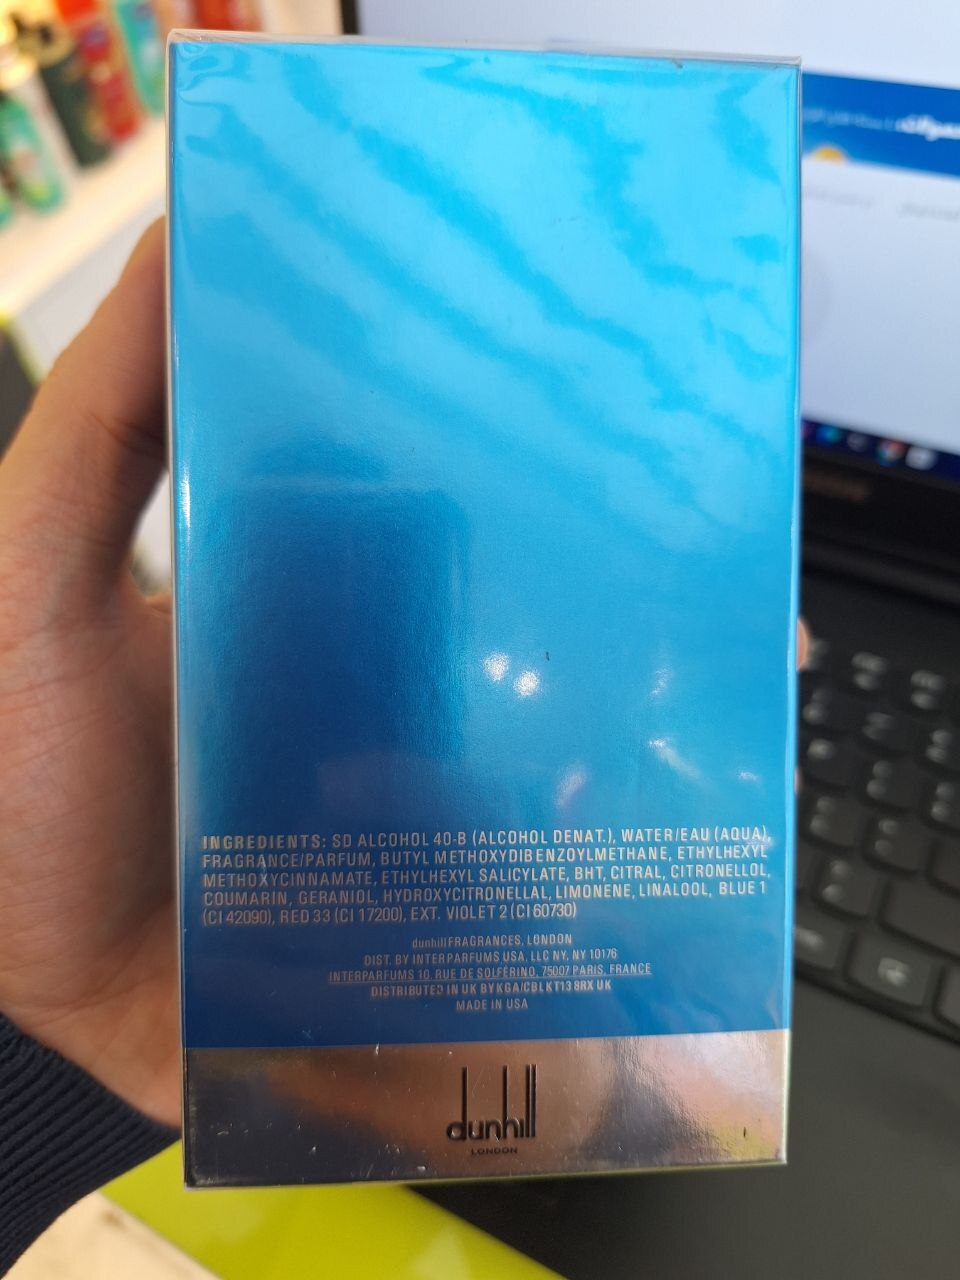 INGREDIENTS: SD ALCOHOL 40-B (ALCOHOL DENAT.), WATER/EAU (AQUA),
FRAGRANCE/PARFUM, BUTYL METHOXYDIBENZOYLMETHANE, ETHYLHEXYL
METHOXYCINNAMATE, ETHYLHEXYL SALICYLATE, BHT, CITRAL, CITRONELLOL,
COUMARIN, GERANIOL, HYDROXYCITRONELLAL, LIMONENE, LINALOOL, BLUE 1
(CI 42090), RED 33 (CI 17200), EXT. VIOLET 2 (CI 60730)
dunhill FRAGRANCES, LONDON
DIST. BY INTERPARFUMS USA, LLC NY, NY 10176
INTERPARFUMS 10, RUE DE SOLFÉRINO, 75007 PARIS, FRANCE
DISTRIBUTED IN UK BY KGA/CBL KT13 8RX UK
MADE IN USA
dunhill
LONDON